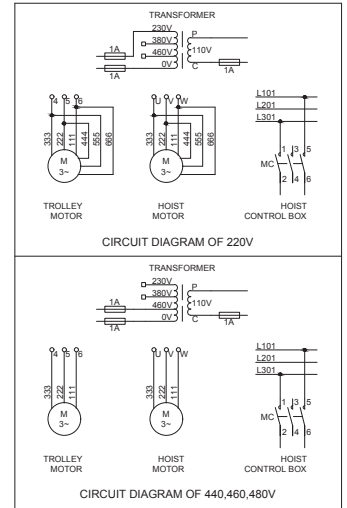 TRANSFORMER
230V
380V
460V
0V
1A
1A
P
110V
C
1A
4 5 6
333
222
111
444
555
666
M
3~
TROLLEY
MOTOR
U V W
333
222
111
444
555
666
M
3~
HOIST
MOTOR
L101
L201
L301
1 3 5
MC
2 4 6
HOIST
CONTROL BOX
CIRCUIT DIAGRAM OF 220V
TRANSFORMER
230V
380V
460V
0V
1A
1A
P
110V
C
1A
4 5 6
333
222
111
M
3~
TROLLEY
MOTOR
U V W
333
222
111
M
3~
HOIST
MOTOR
L101
L201
L301
1 3 5
MC
2 4 6
HOIST
CONTROL BOX
CIRCUIT DIAGRAM OF 440,460,480V